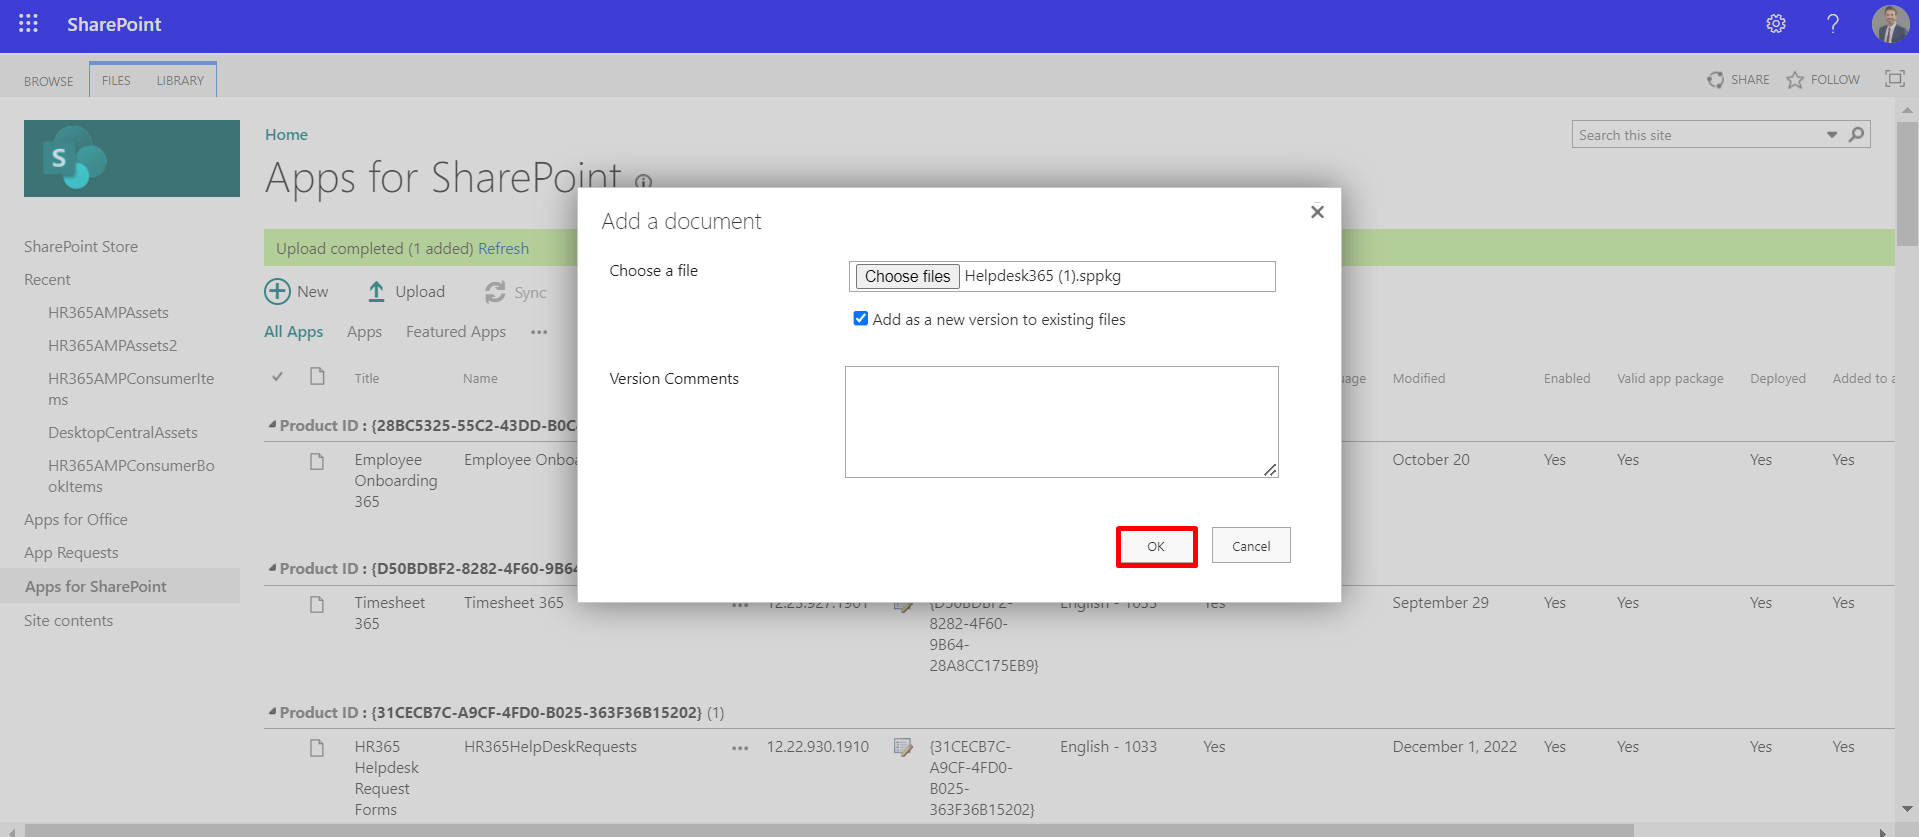 SharePoint
BROWSE
FILES
LIBRARY
SHARE
FOLLOW
S
Home
Search this site
Apps for SharePoint
SharePoint Store
Recent
HR365AMPAssets
HR365AMPAssets2
HR365AMPConsumerIte
ms
DesktopCentralAssets
HR365AMPConsumerBo
okItems
Apps for Office
App Requests
Apps for SharePoint
Site contents
Upload completed (1 added) Refresh
New
Upload
Sync
All Apps
Apps
Featured Apps
Add a document
Choose a file
Choose files
Helpdesk365 (1).sppkg
Add as a new version to existing files
Version Comments
OK
Cancel
Title
Name
Modified
Enabled
Valid app package
Deployed
Added to a
Product ID : {28BC5325-55C2-43DD-B0C
Employee
Onboarding
365
Employee Onbo
October 20
Yes
Yes
Yes
Yes
Product ID : {D50BDBF2-8282-4F60-9B64
Timesheet
365
Timesheet 365
12.23.927.1901
{D50BDBF2-
8282-4F60-
9B64-
28A8CC175EB9}
English - 1033
Yes
September 29
Yes
Yes
Yes
Yes
Product ID : {31CECB7C-A9CF-4FD0-B025-363F36B15202} (1)
HR365
Helpdesk
Request
Forms
HR365HelpDeskRequests
12.22.930.1910
{31CECB7C-
A9CF-4FD0-
B025-
363F36B15202}
English - 1033
Yes
December 1, 2022
Yes
Yes
Yes
Yes